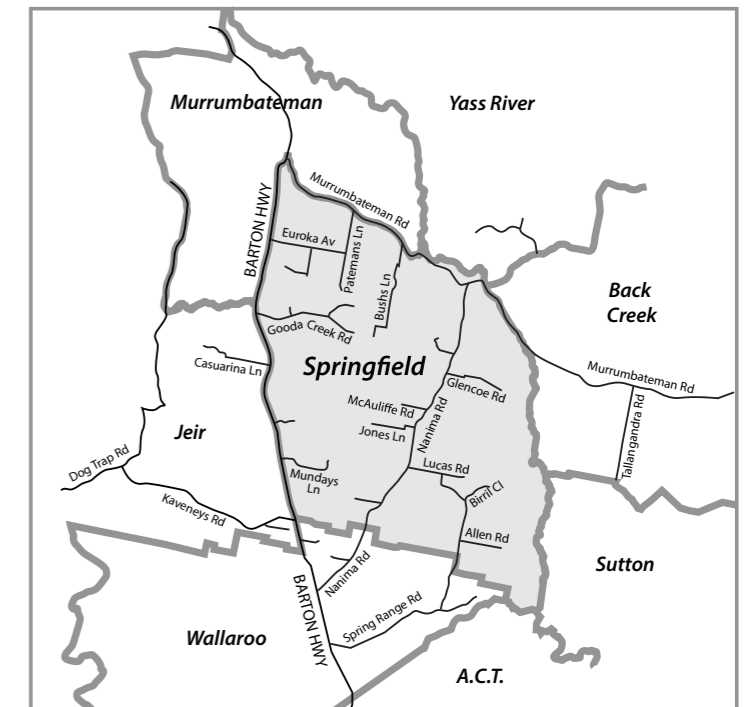 Murrumbateman
Yass River
Murrumbateman Rd
BARTON HWY
Euroka Av
Patemans Ln
Bushs Ln
Back
Creek
Gooda Creek Rd
Springfield
Casuarina Ln
Murrumbateman Rd
Glencoe Rd
McAuliffe Rd
Nanima Rd
Tallangandra Rd
Jeir
Jones Ln
Dog Trap Rd
Lucas Rd
Mundays
Ln
Birril Cl
Kaveneys Rd
Allen Rd
Sutton
Nanima Rd
BARTON HWY
Spring Range Rd
Wallaroo
A.C.T.